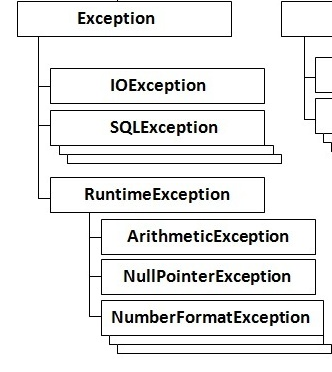 Exception
IOException
SQLException
RuntimeException
ArithmeticException
NullPointerException
NumberFormatException